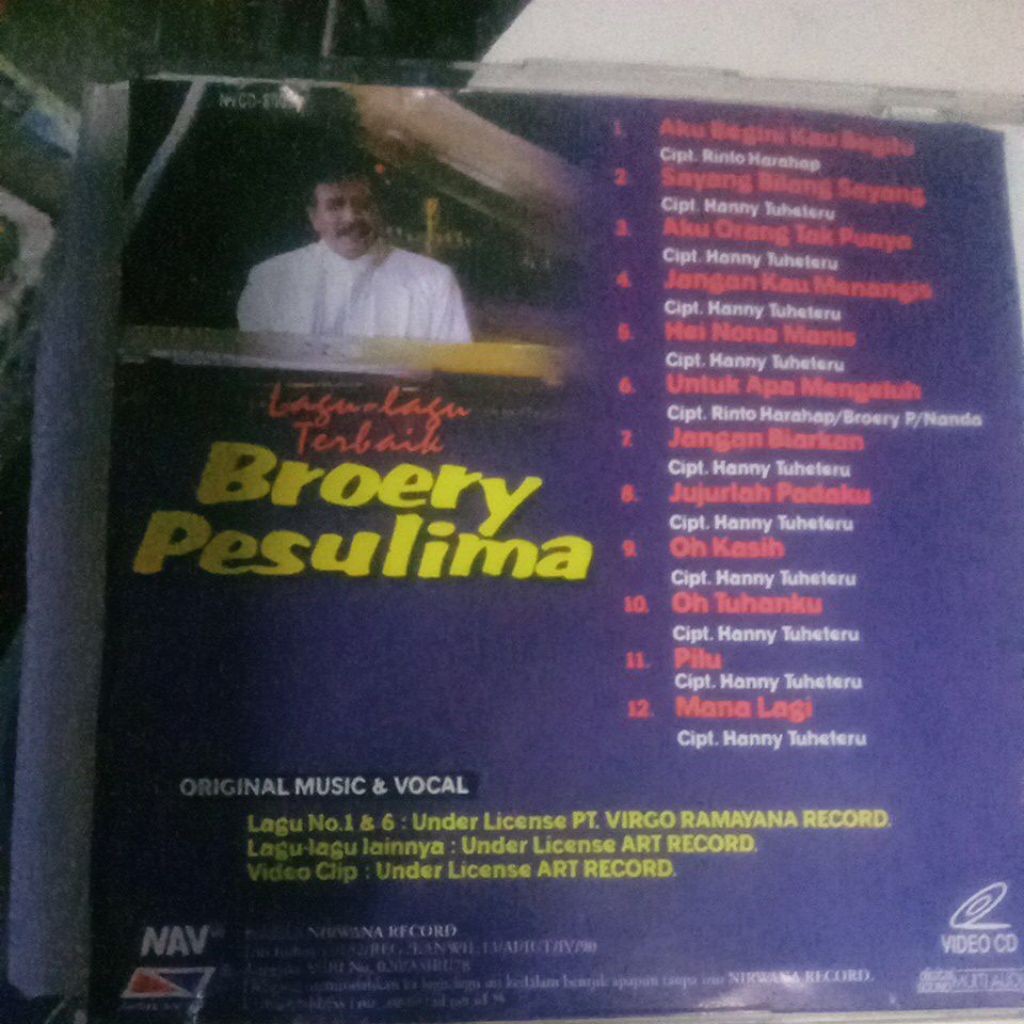 Lagu-lagu
Terbaik
Broery
Pesulima
1. Aku Begini Kau Begitu
Cipt. Rinto Harahap
2. Sayang Bilang Sayang
Cipt. Hanny Tuheteru
3. Aku Orang Tak Punya
Cipt. Hanny Tuheteru
4. Jangan Kau Menangis
Cipt. Hanny Tuheteru
5. Hei Nona Manis
Cipt. Hanny Tuheteru
6. Untuk Apa Mengeluh
Cipt. Rinto Harahap/Broery P/Nanda
7. Jangan Biarkan
Cipt. Hanny Tuheteru
8. Jujurlah Padaku
Cipt. Hanny Tuheteru
9. Oh Kasih
Cipt. Hanny Tuheteru
10. Oh Tuhanku
Cipt. Hanny Tuheteru
11. Pilu
Cipt. Hanny Tuheteru
12. Mana Lagi
Cipt. Hanny Tuheteru
ORIGINAL MUSIC & VOCAL
Lagu No.1 & 6 : Under License PT. VIRGO RAMAYANA RECORD.
Lagu-lagu lainnya : Under License ART RECORD.
Video Clip : Under License ART RECORD.
NAV
NIRWANA RECORD
NIRWANA RECORD.
VIDEO CD